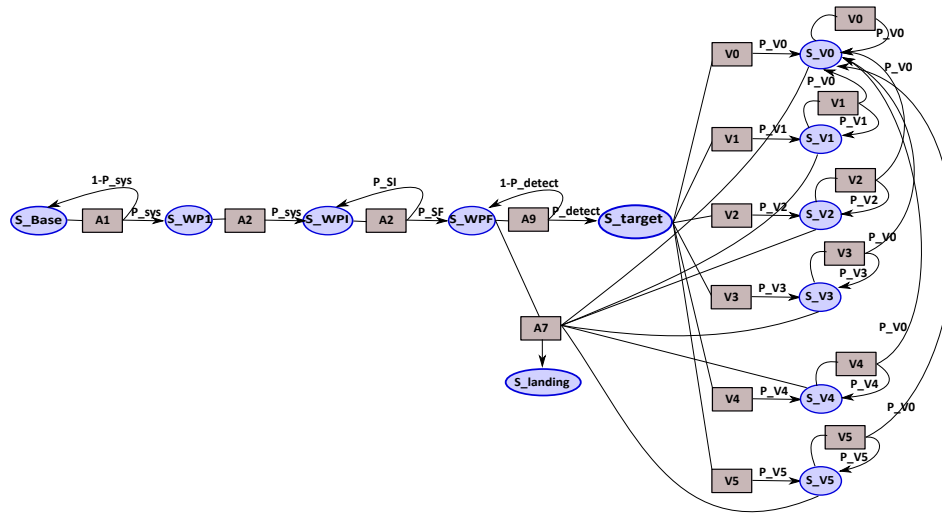 V0
P_V0
V0
P_V0
S_V0
P_V0
P_V0
V1
V1
P_V1
P_V1
S_V1
V2
1-P_sys
P_SI
1-P_detect
P_V2
S_Base
A1
P_sys
S_WP1
A2
P_sys
S_WPI
A2
P_SF
S_WPF
A9
P_detect
S_target
V2
P_V2
S_V2
P_V0
V3
P_V3
V3
P_V3
S_V3
A7
P_V0
V4
S_landing
P_V4
V4
P_V4
S_V4
P_V0
V5
P_V5
V5
P_V5
S_V5